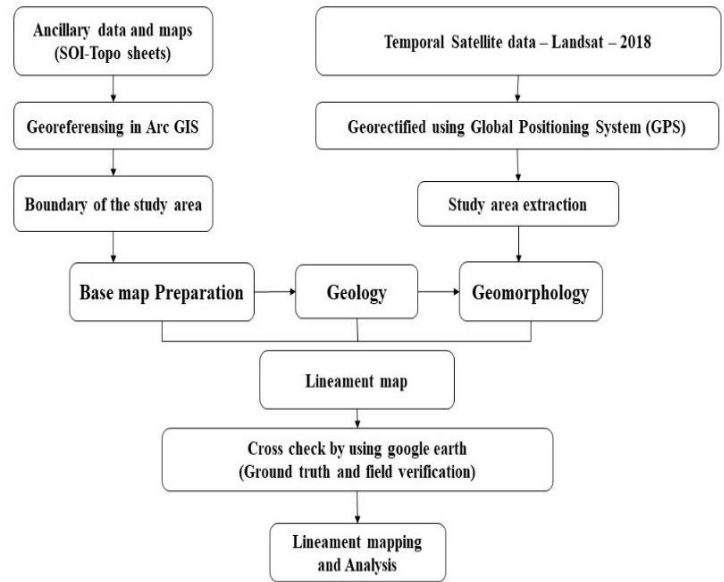 Ancillary data and maps
(SOI-Topo sheets)
Temporal Satellite data – Landsat – 2018
Georeferensing in Arc GIS
Georectified using Global Positioning System (GPS)
Boundary of the study area
Study area extraction
Base map Preparation
Geology
Geomorphology
Lineament map
Cross check by using google earth
(Ground truth and field verification)
Lineament mapping
and Analysis